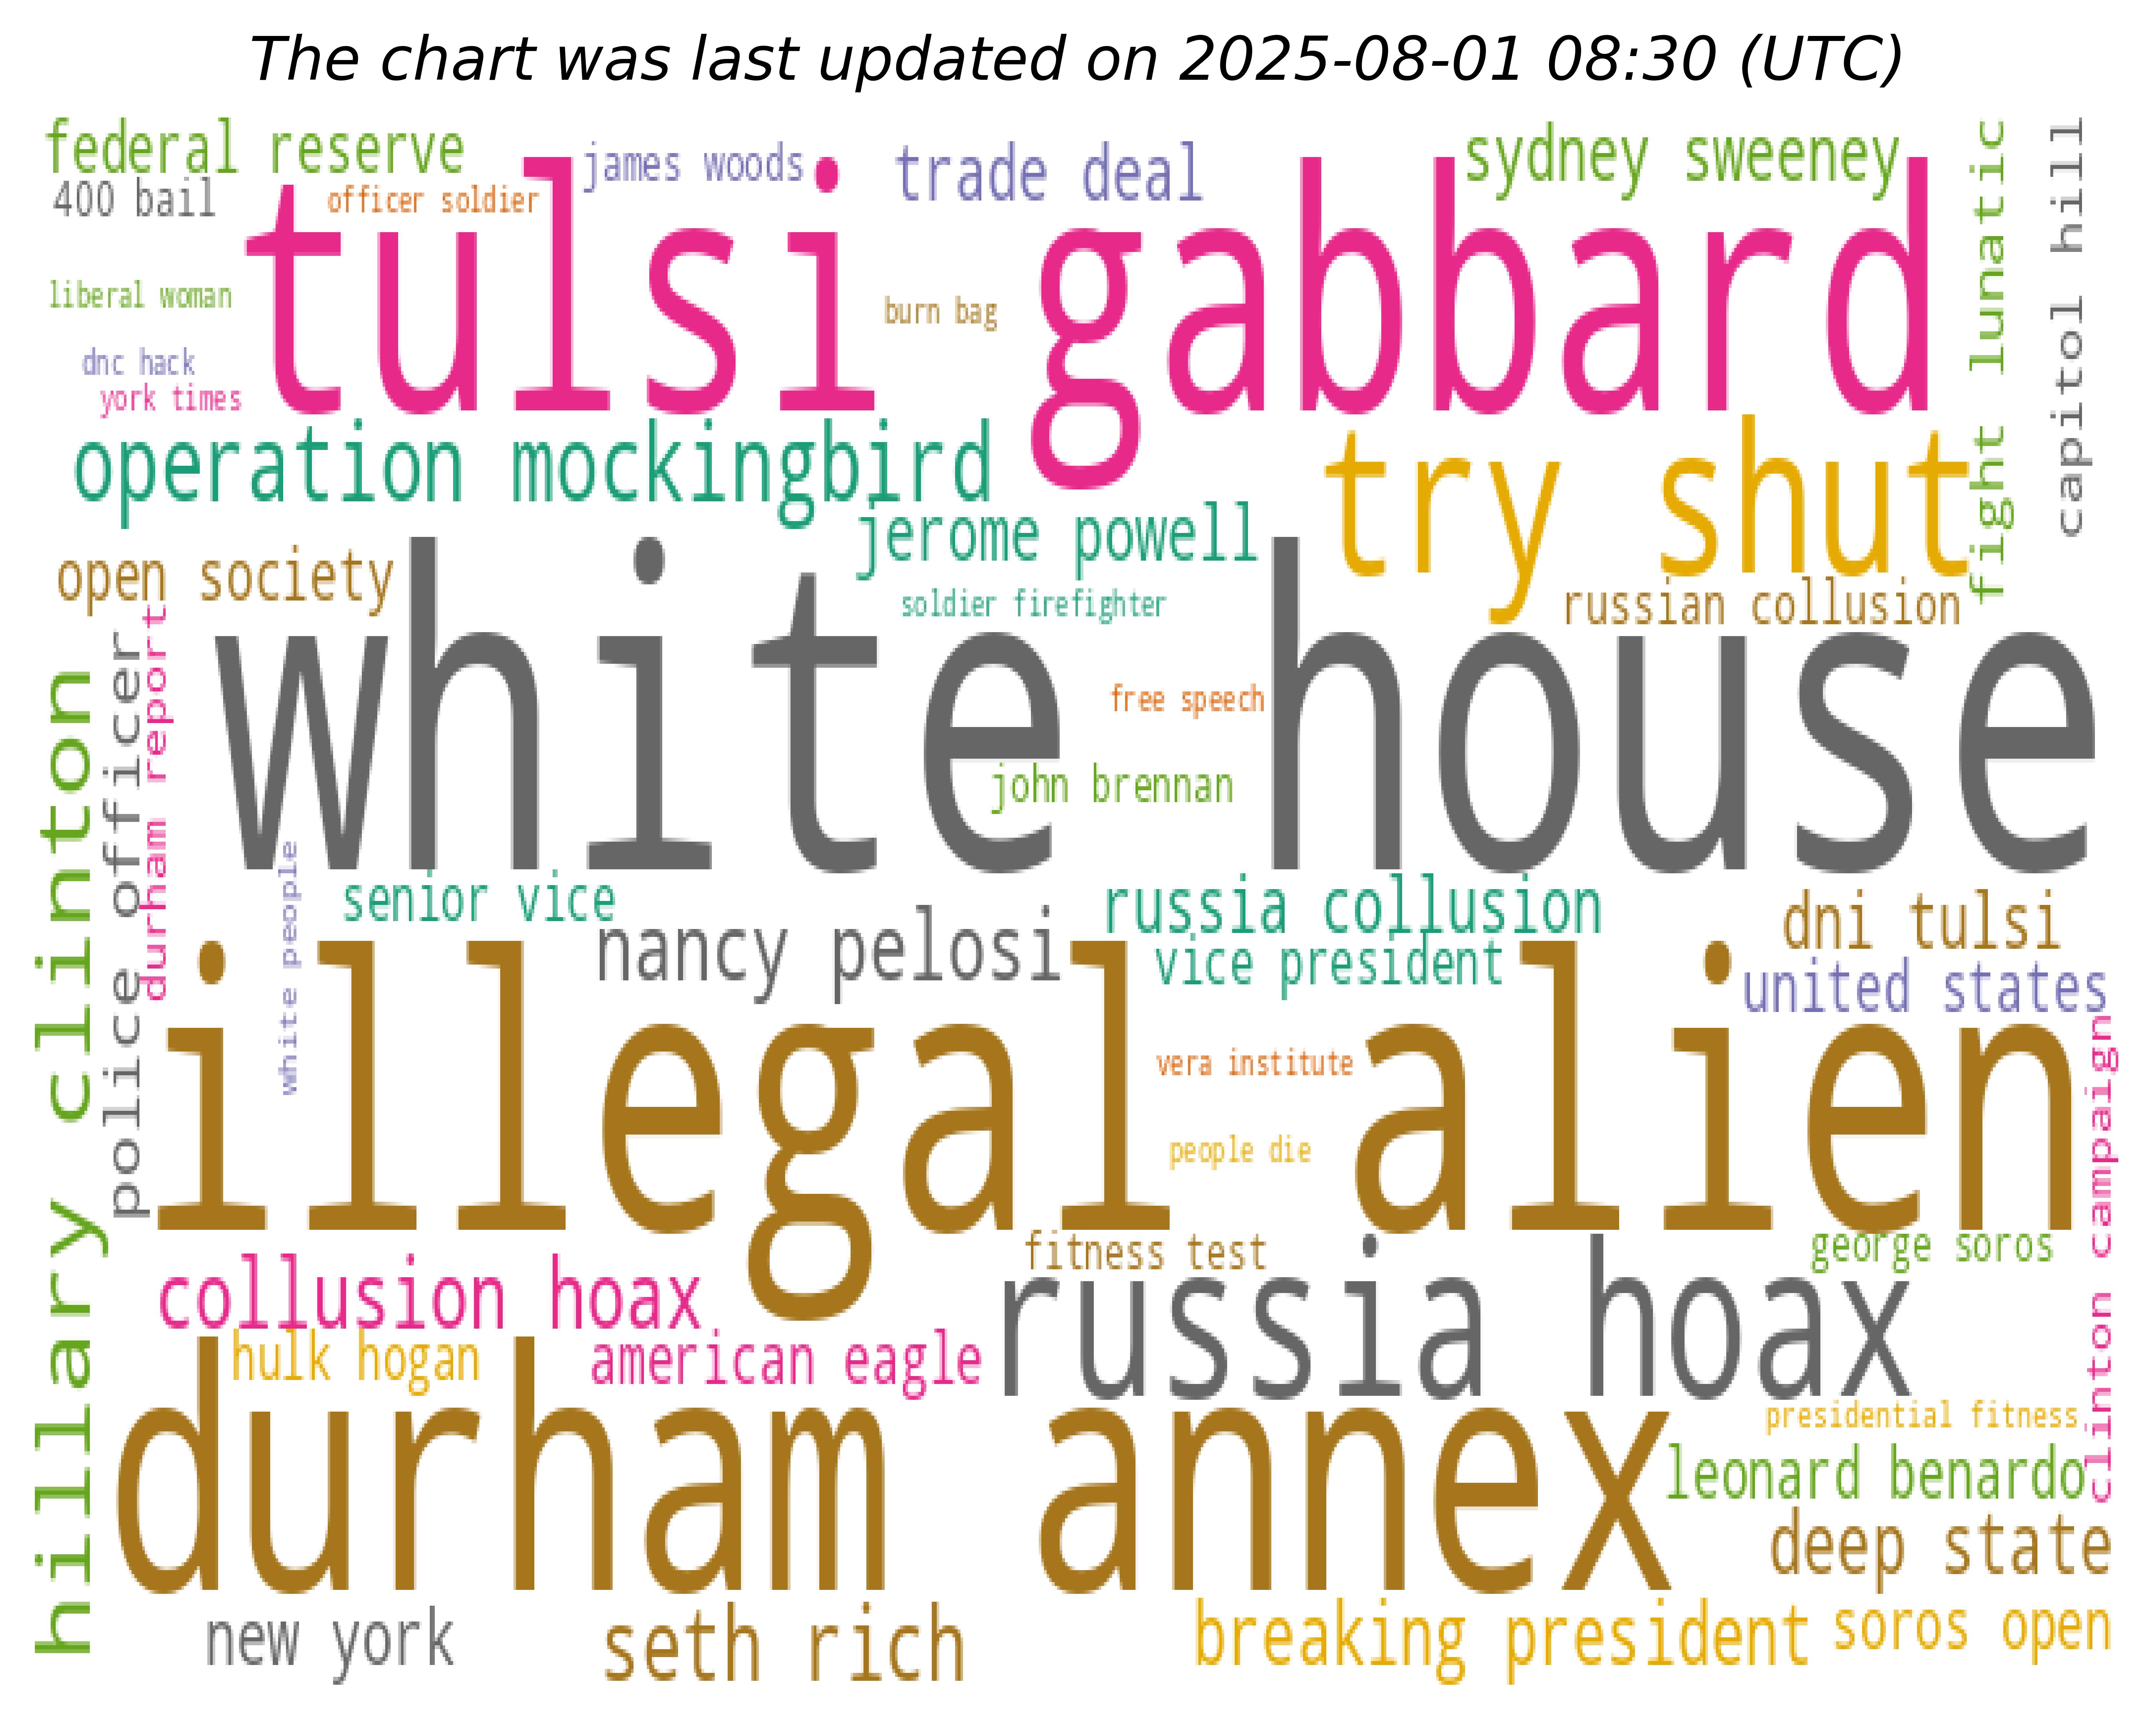 The chart was last updated on 2025-08-01 08:30 (UTC)
federal reserve
james woods
trade deal
sydney sweeney
400 bail
officer soldier
tulsi gabbard
fight lunatic
capitol hill
liberal woman
burn bag
dnc hack
york times
operation mockingbird
try shut
jerome powell
open society
soldier firefighter
russian collusion
white house
free speech
john brennan
hillary clinton
police officer
durham report
white people
senior vice
russia collusion
dni tulsi
nancy pelosi
vice president
united states
illegal alien
vera institute
people die
clinton campaign
fitness test
george soros
collusion hoax
russia hoax
hulk hogan
american eagle
durham annex
presidential fitness
leonard benardo
deep state
new york
seth rich
breaking president
soros open